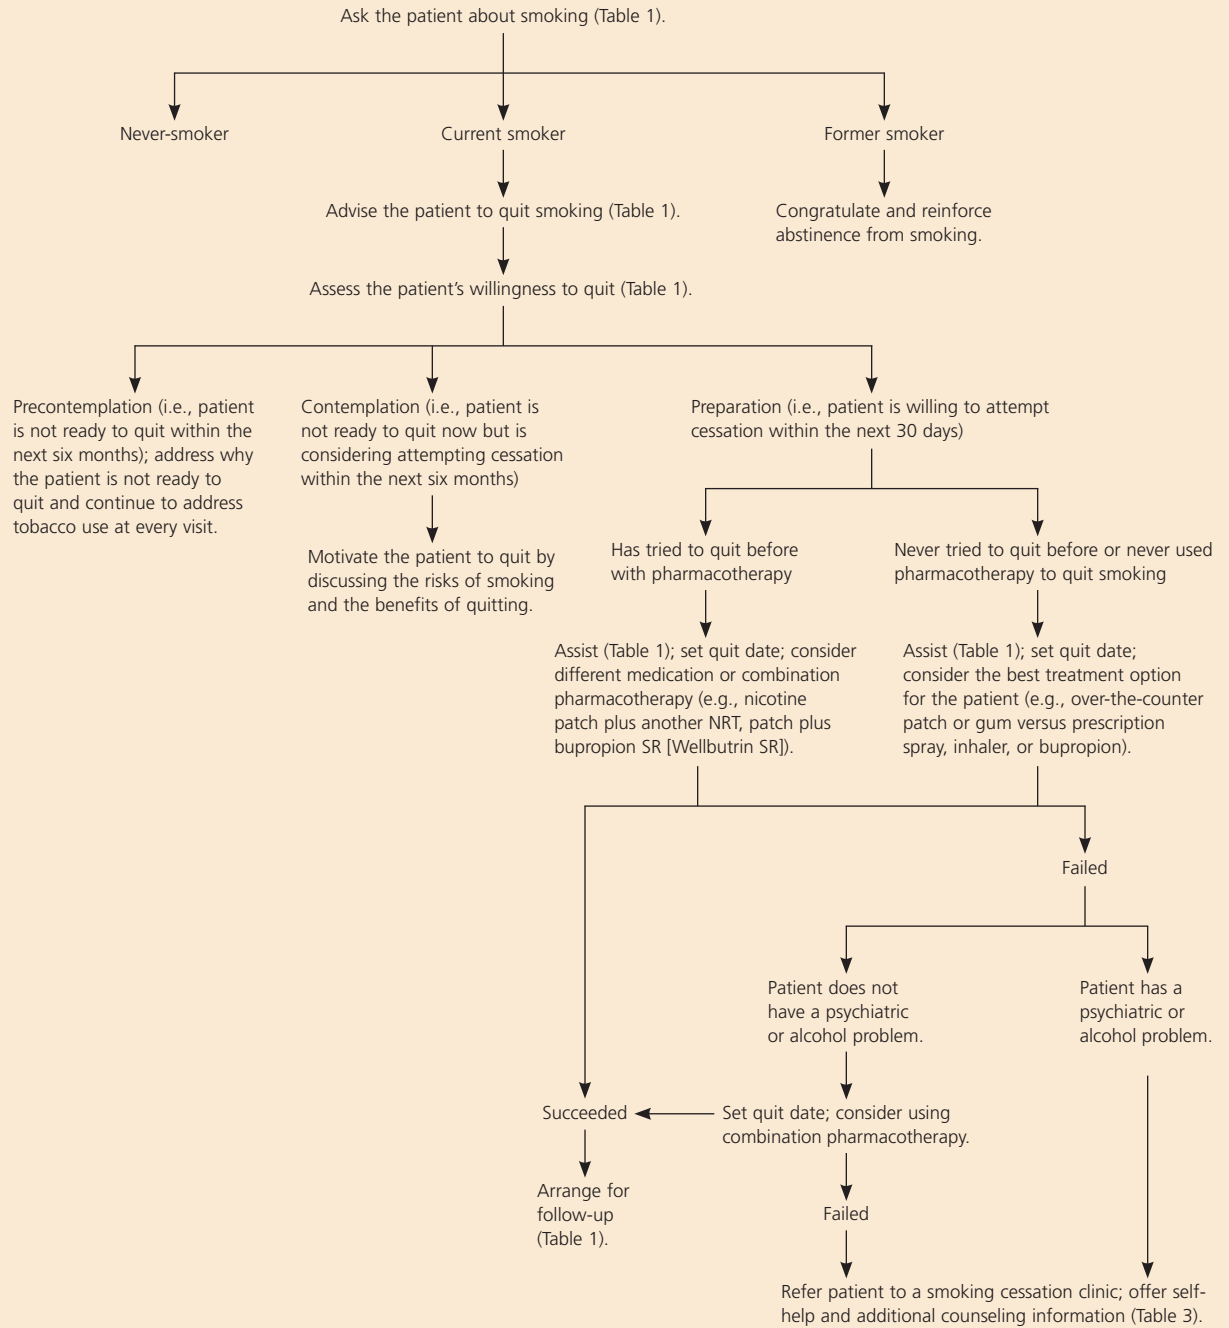 Ask the patient about smoking (Table 1).
Never-smoker
Current smoker
Former smoker
Advise the patient to quit smoking (Table 1).
Congratulate and reinforce
abstinence from smoking.
Assess the patient’s willingness to quit (Table 1).
Precontemplation (i.e., patient
is not ready to quit within the
next six months); address why
the patient is not ready to
quit and continue to address
tobacco use at every visit.
Contemplation (i.e., patient is
not ready to quit now but is
considering attempting cessation
within the next six months)
Motivate the patient to quit by
discussing the risks of smoking
and the benefits of quitting.
Preparation (i.e., patient is willing to attempt
cessation within the next 30 days)
Has tried to quit before
with pharmacotherapy
Never tried to quit before or never used
pharmacotherapy to quit smoking
Assist (Table 1); set quit date; consider
different medication or combination
pharmacotherapy (e.g., nicotine
patch plus another NRT, patch plus
bupropion SR [Wellbutrin SR]).
Assist (Table 1); set quit date;
consider the best treatment option
for the patient (e.g., over-the-counter
patch or gum versus prescription
spray, inhaler, or bupropion).
Failed
Patient does not
have a psychiatric
or alcohol problem.
Patient has a
psychiatric or
alcohol problem.
Succeeded
Set quit date; consider using
combination pharmacotherapy.
Arrange for
follow-up
(Table 1).
Failed
Refer patient to a smoking cessation clinic; offer self-
help and additional counseling information (Table 3).